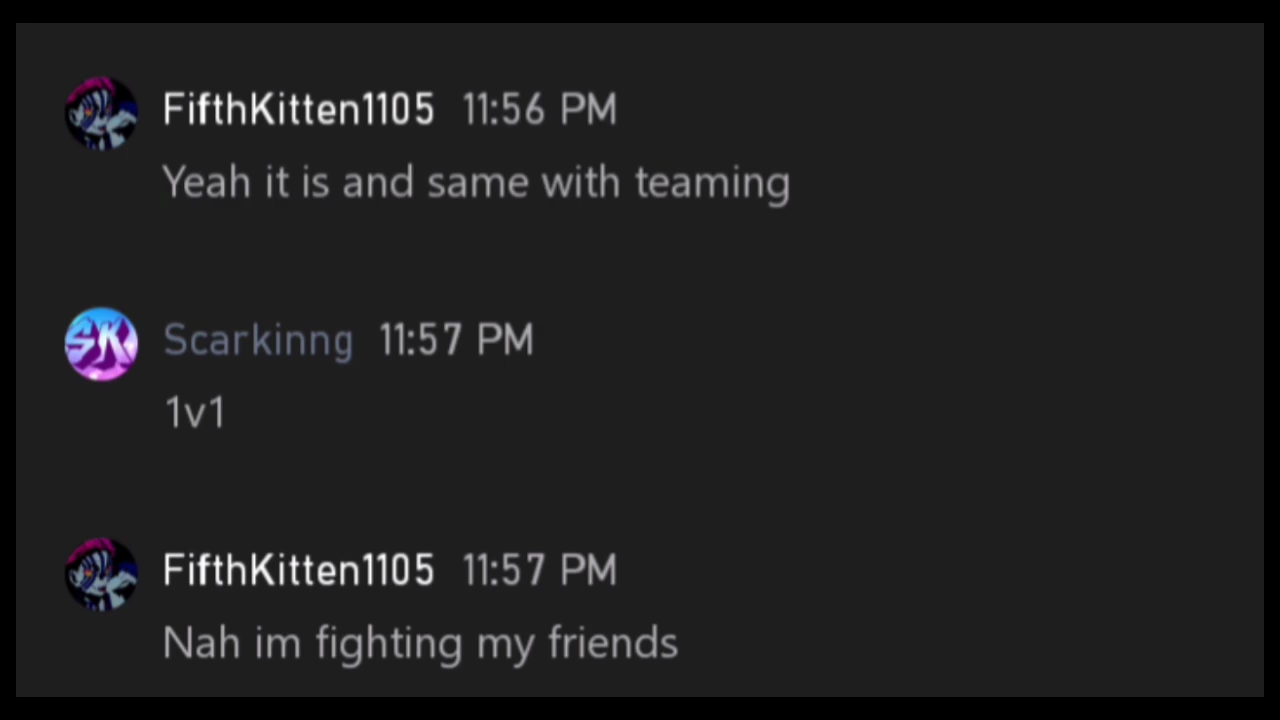 FifthKitten1105 11:56 PM
Yeah it is and same with teaming
SK
Scarkinng 11:57 PM
1v1
FifthKitten1105 11:57 PM
Nah im fighting my friends